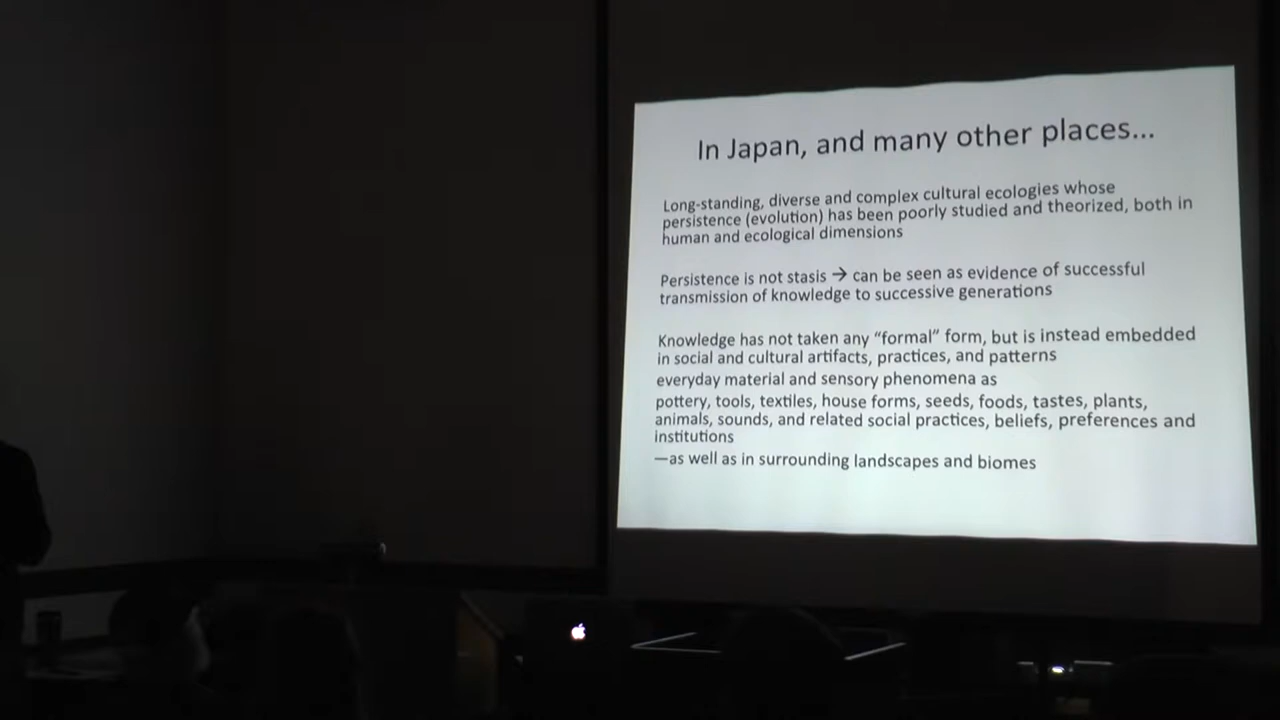 In Japan, and many other places...
Long-standing, diverse and complex cultural ecologies whose
persistence (evolution) has been poorly studied and theorized, both in
human and ecological dimensions
Persistence is not stasis → can be seen as evidence of successful
transmission of knowledge to successive generations
Knowledge has not taken any “formal” form, but is instead embedded
in social and cultural artifacts, practices, and patterns
everyday material and sensory phenomena as
pottery, tools, textiles, house forms, seeds, foods, tastes, plants,
animals, sounds, and related social practices, beliefs, preferences and
institutions
—as well as in surrounding landscapes and biomes